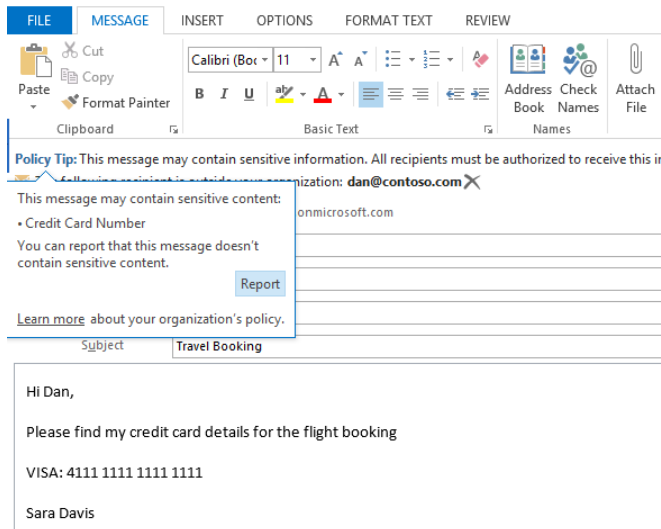 FILE MESSAGE INSERT OPTIONS FORMAT TEXT REVIEW
Cut
Copy
Format Painter
Paste
Clipboard
Calibri (Boc 11 A A
B I U aby A
Basic Text
Address Book
Check Names
Names
Attach File
Policy Tip: This message may contain sensitive information. All recipients must be authorized to receive this
outside your organization: dan@contoso.com
onmicrosoft.com
This message may contain sensitive content:
• Credit Card Number
You can report that this message doesn't
contain sensitive content.
Report
Learn more about your organization's policy.
Subject Travel Booking
Hi Dan,
Please find my credit card details for the flight booking
VISA: 4111 1111 1111 1111
Sara Davis